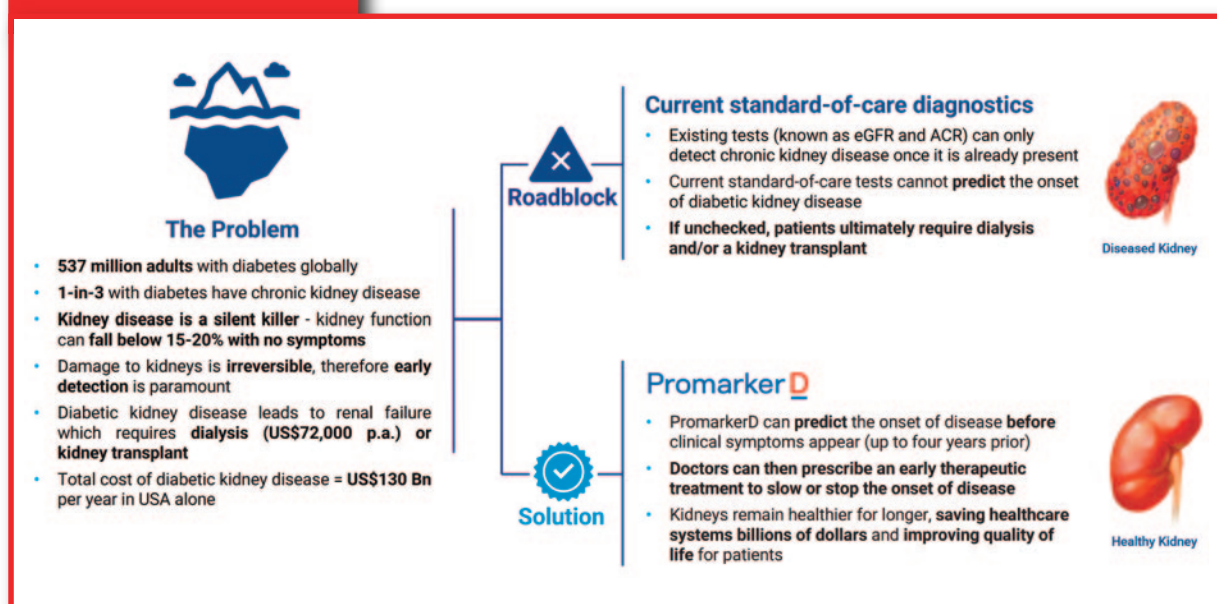 The Problem
• 537 million adults with diabetes globally
• 1-in-3 with diabetes have chronic kidney disease
• Kidney disease is a silent killer - kidney function
can fall below 15-20% with no symptoms
• Damage to kidneys is irreversible, therefore early
detection is paramount
• Diabetic kidney disease leads to renal failure
which requires dialysis (US$72,000 p.a.) or
kidney transplant
• Total cost of diabetic kidney disease = US$130 Bn
per year in USA alone
Roadblock
Current standard-of-care diagnostics
• Existing tests (known as eGFR and ACR) can only
detect chronic kidney disease once it is already present
• Current standard-of-care tests cannot predict the onset
of diabetic kidney disease
• If unchecked, patients ultimately require dialysis
and/or a kidney transplant
Diseased Kidney
Solution
PromarkerD
• PromarkerD can predict the onset of disease before
clinical symptoms appear (up to four years prior)
• Doctors can then prescribe an early therapeutic
treatment to slow or stop the onset of disease
• Kidneys remain healthier for longer, saving healthcare
systems billions of dollars and improving quality of
life for patients
Healthy Kidney